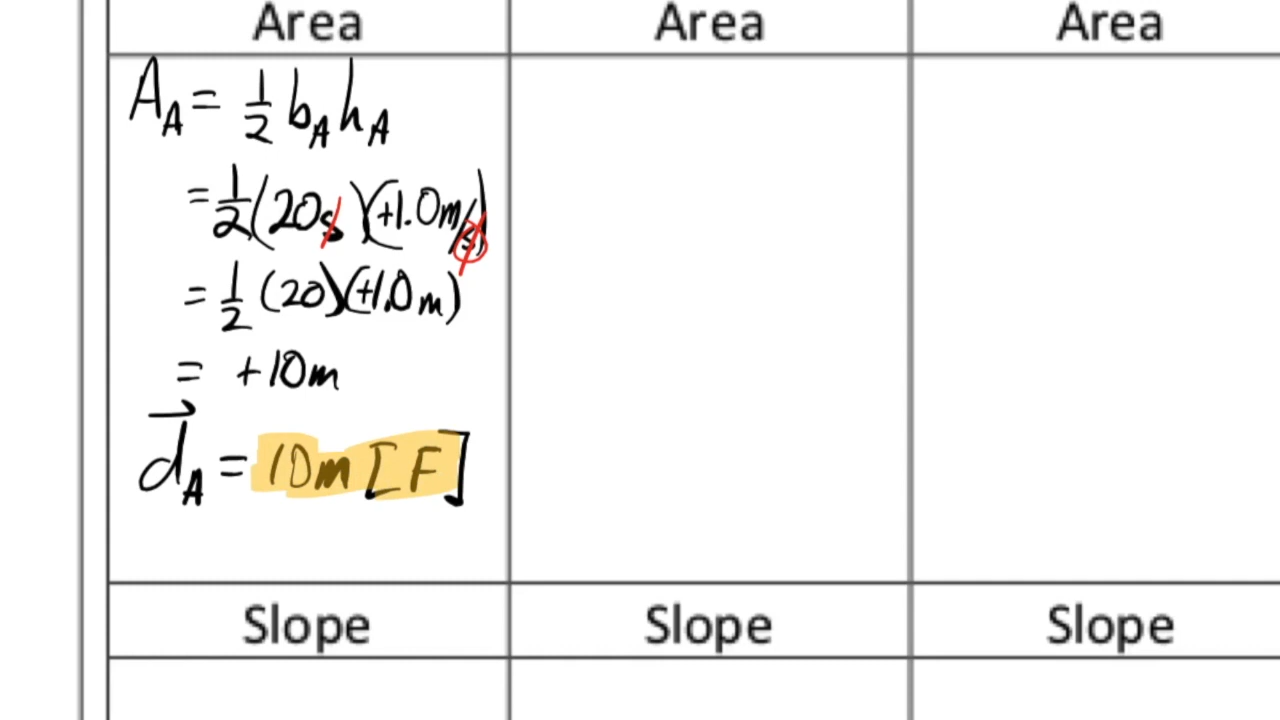 Area Area Area
A_A = 1/2 b_A h_A
= 1/2 (20s)(+1.0m/s)
= 1/2 (20)(+1.0m)
= +10m
d⃗_A = 10m [F]
Slope Slope Slope